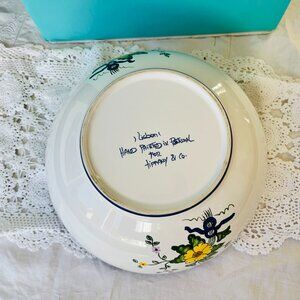 "Lisbon"
HAND PAINTED IN PORTUGAL
FOR
TIFFANY & CO.